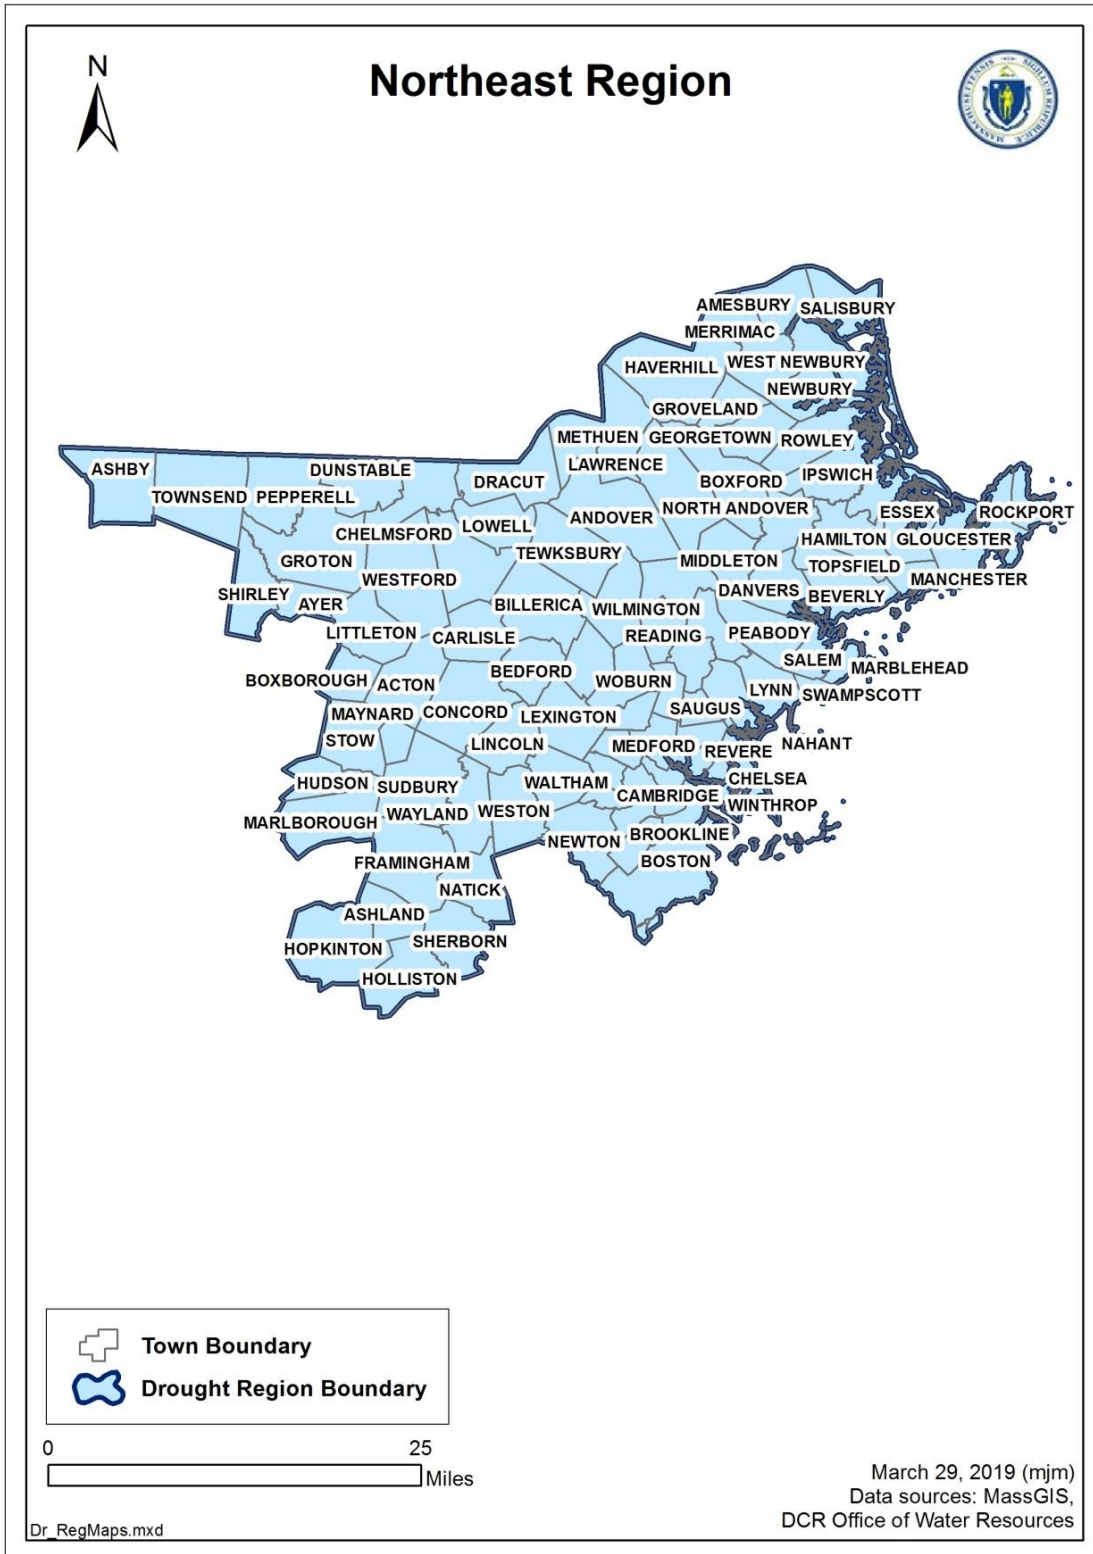 N
Northeast Region
MASSACHUSETTENSIS
SIGILLUM REIPUBLICÆ
AMESBURY
SALISBURY
MERRIMAC
HAVERHILL
WEST NEWBURY
NEWBURY
GROVELAND
METHUEN
GEORGETOWN
ROWLEY
ASHBY
DUNSTABLE
LAWRENCE
IPSWICH
TOWNSEND
PEPPERELL
DRACUT
BOXFORD
ESSEX
ROCKPORT
CHELMSFORD
LOWELL
ANDOVER
NORTH ANDOVER
HAMILTON
GLOUCESTER
GROTON
TEWKSBURY
MIDDLETON
TOPSFIELD
WESTFORD
MANCHESTER
SHIRLEY
AYER
BILLERICA
WILMINGTON
DANVERS
BEVERLY
LITTLETON
CARLISLE
READING
PEABODY
BOXBOROUGH
ACTON
BEDFORD
WOBURN
SALEM
MARBLEHEAD
LYNN
SWAMPSCOTT
MAYNARD
CONCORD
LEXINGTON
SAUGUS
STOW
LINCOLN
MEDFORD
REVERE
NAHANT
HUDSON
SUDBURY
WALTHAM
CHELSEA
CAMBRIDGE
WINTHROP
MARLBOROUGH
WAYLAND
WESTON
NEWTON
BROOKLINE
FRAMINGHAM
BOSTON
NATICK
ASHLAND
HOPKINTON
SHERBORN
HOLLISTON
Town Boundary
Drought Region Boundary
0 25
Miles
March 29, 2019 (mjm)
Data sources: MassGIS,
DCR Office of Water Resources
Dr_RegMaps.mxd